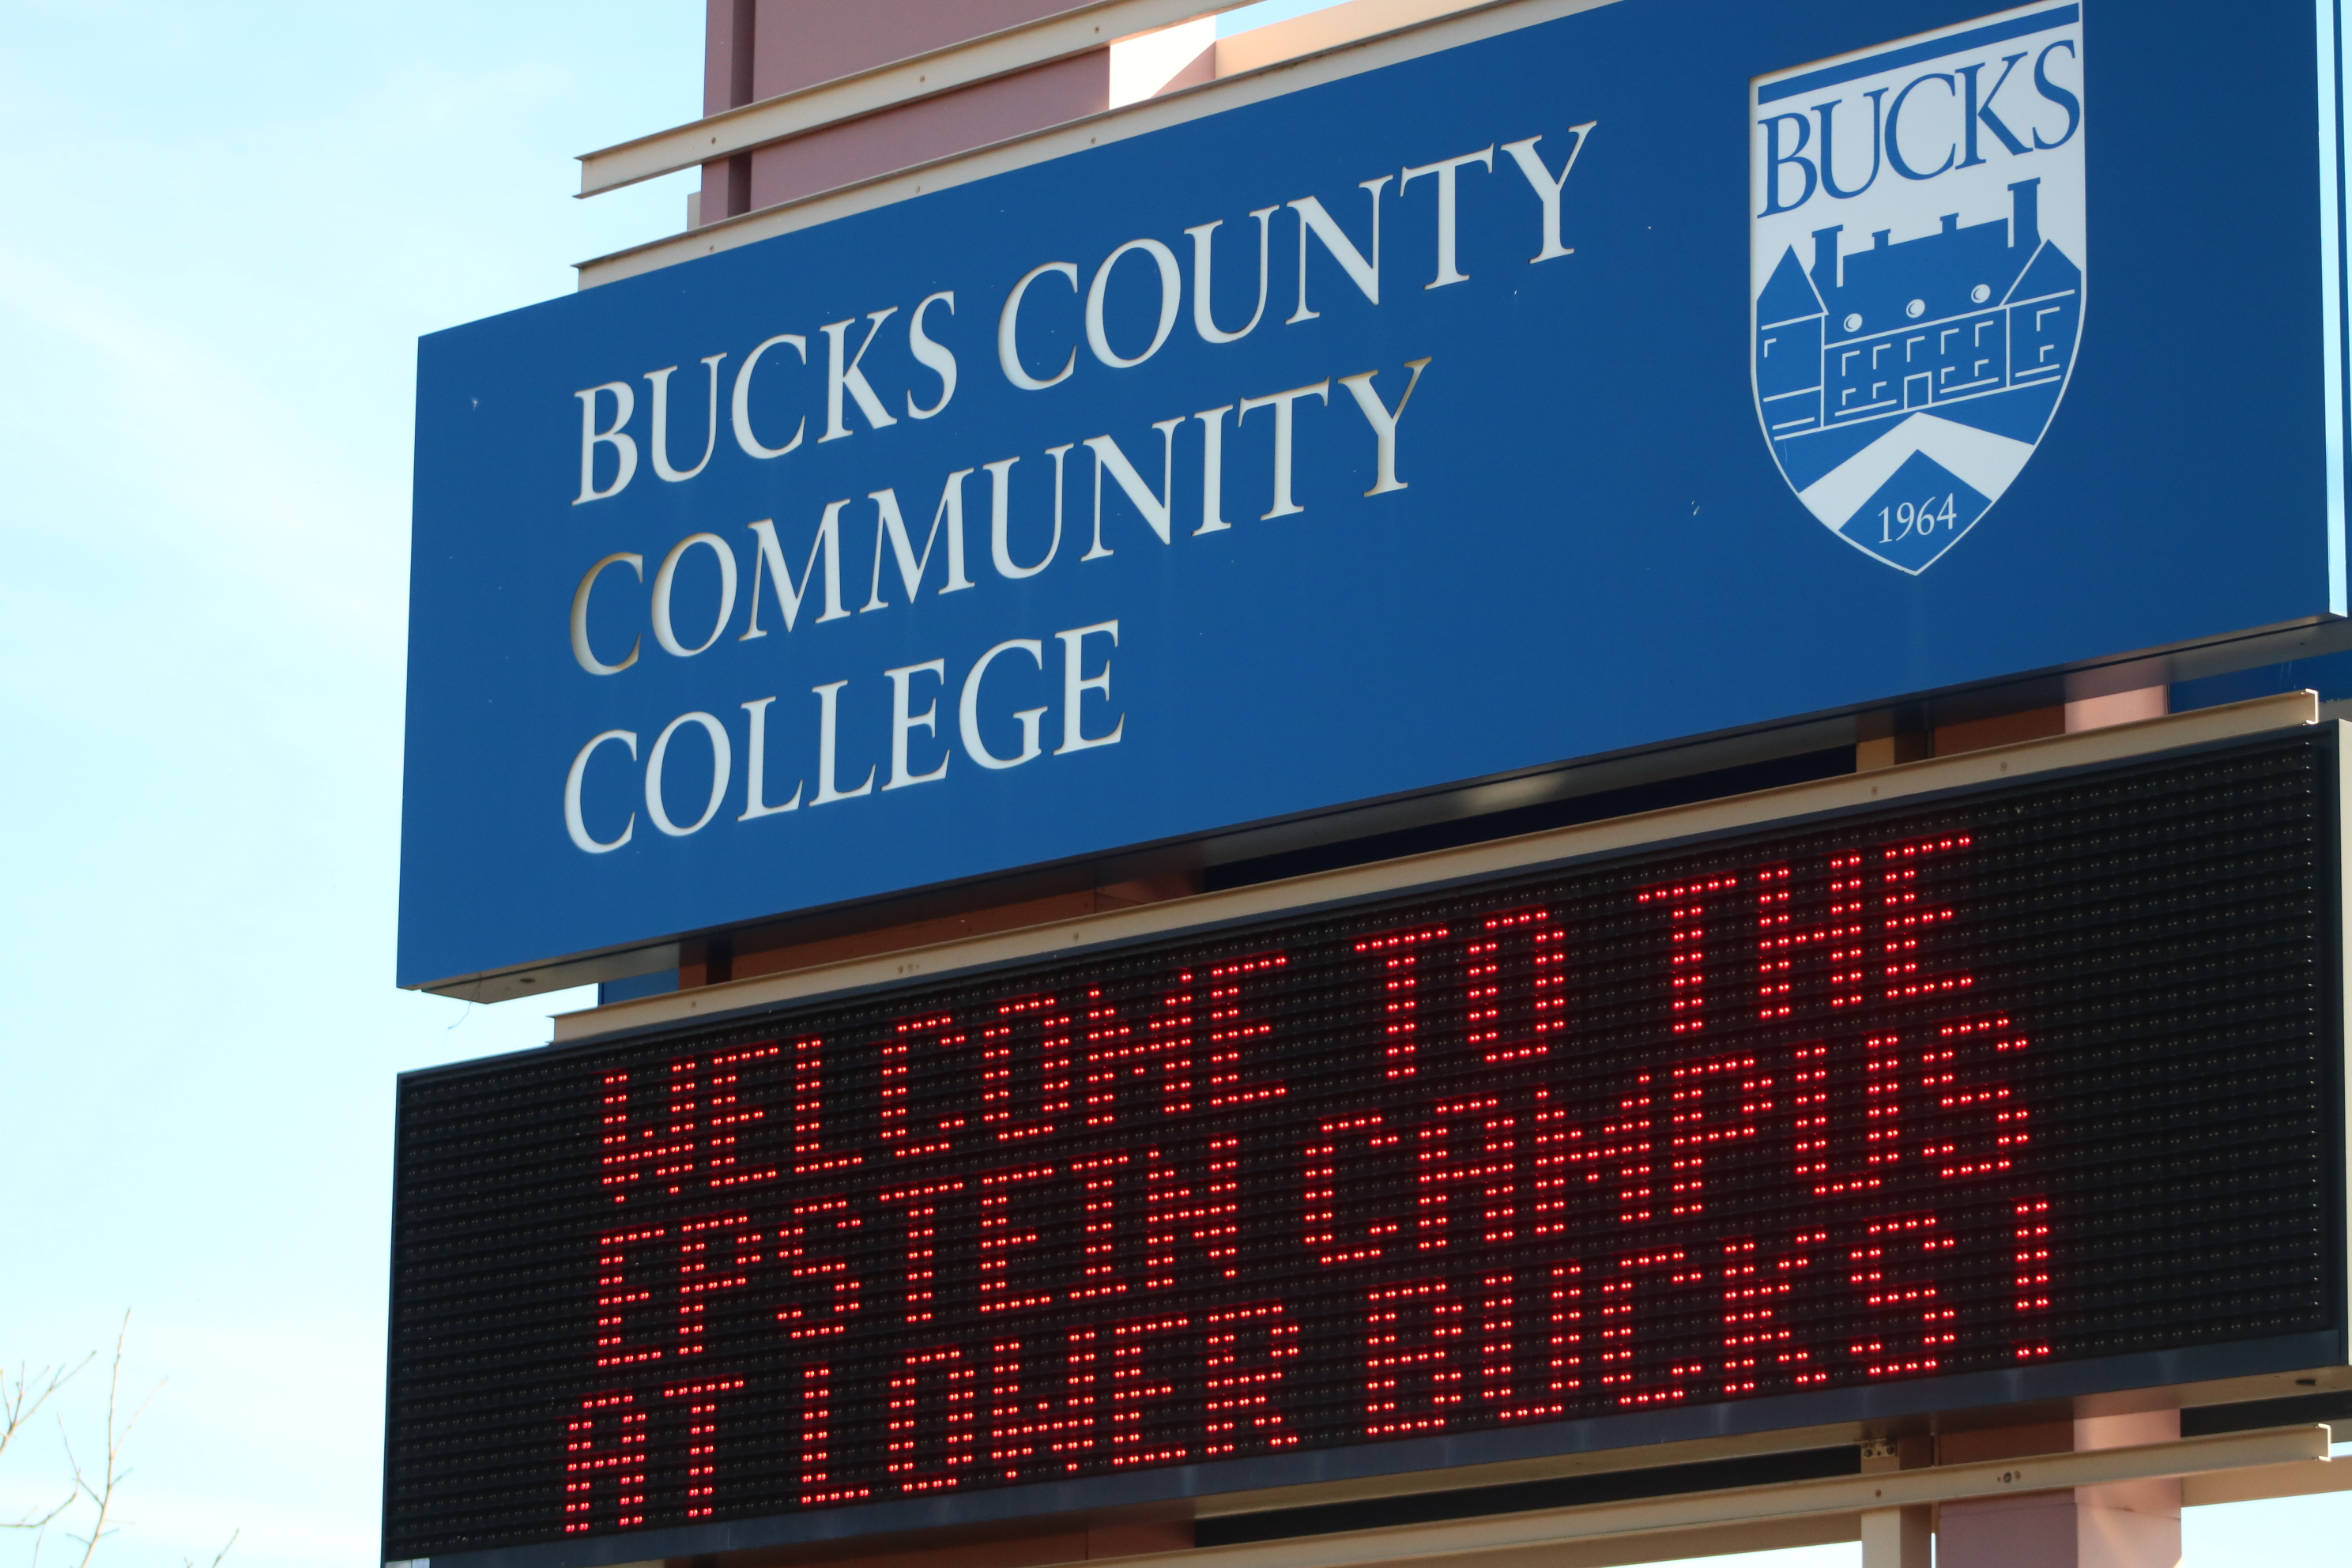 BUCKS COUNTY
COMMUNITY
COLLEGE
BUCKS
1964
WELCOME TO THE
EPSTEIN CAMPUS
AT LOWER BUCKS!